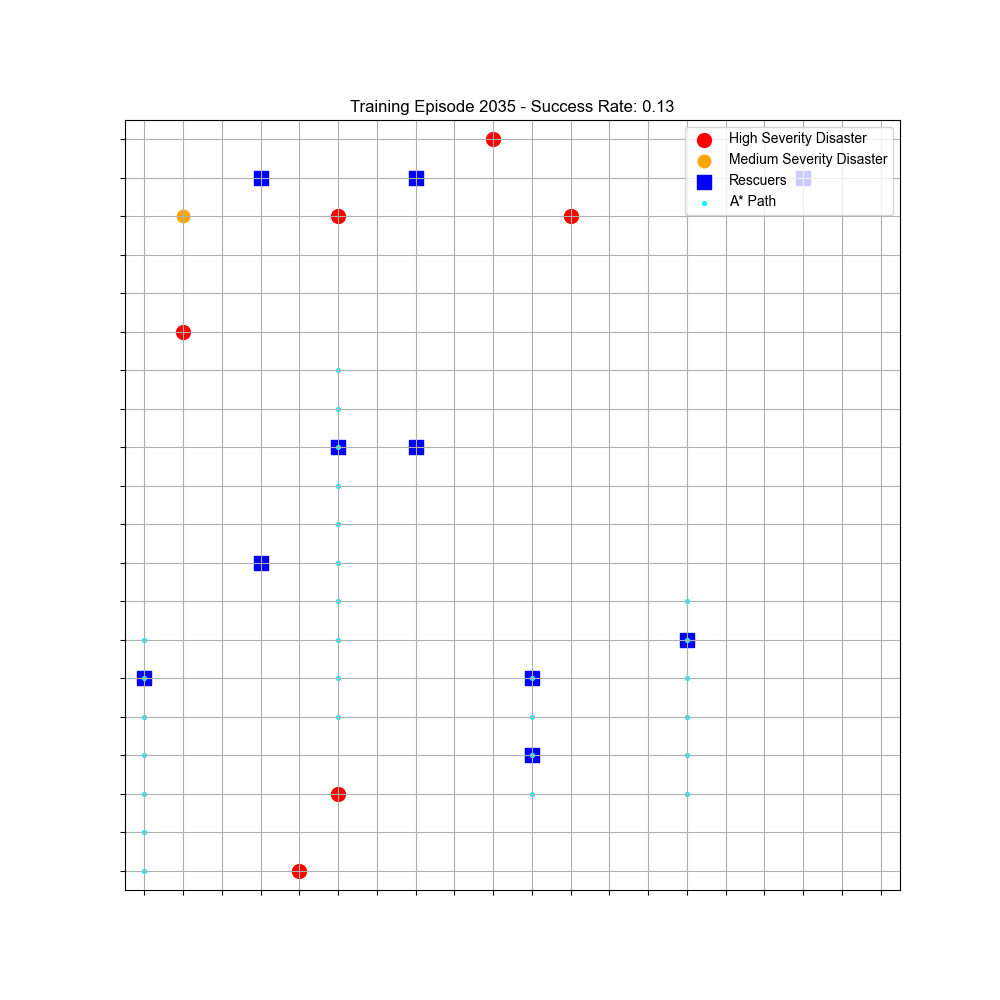 Training Episode 2035 - Success Rate: 0.13
High Severity Disaster
Medium Severity Disaster
Rescuers
A* Path